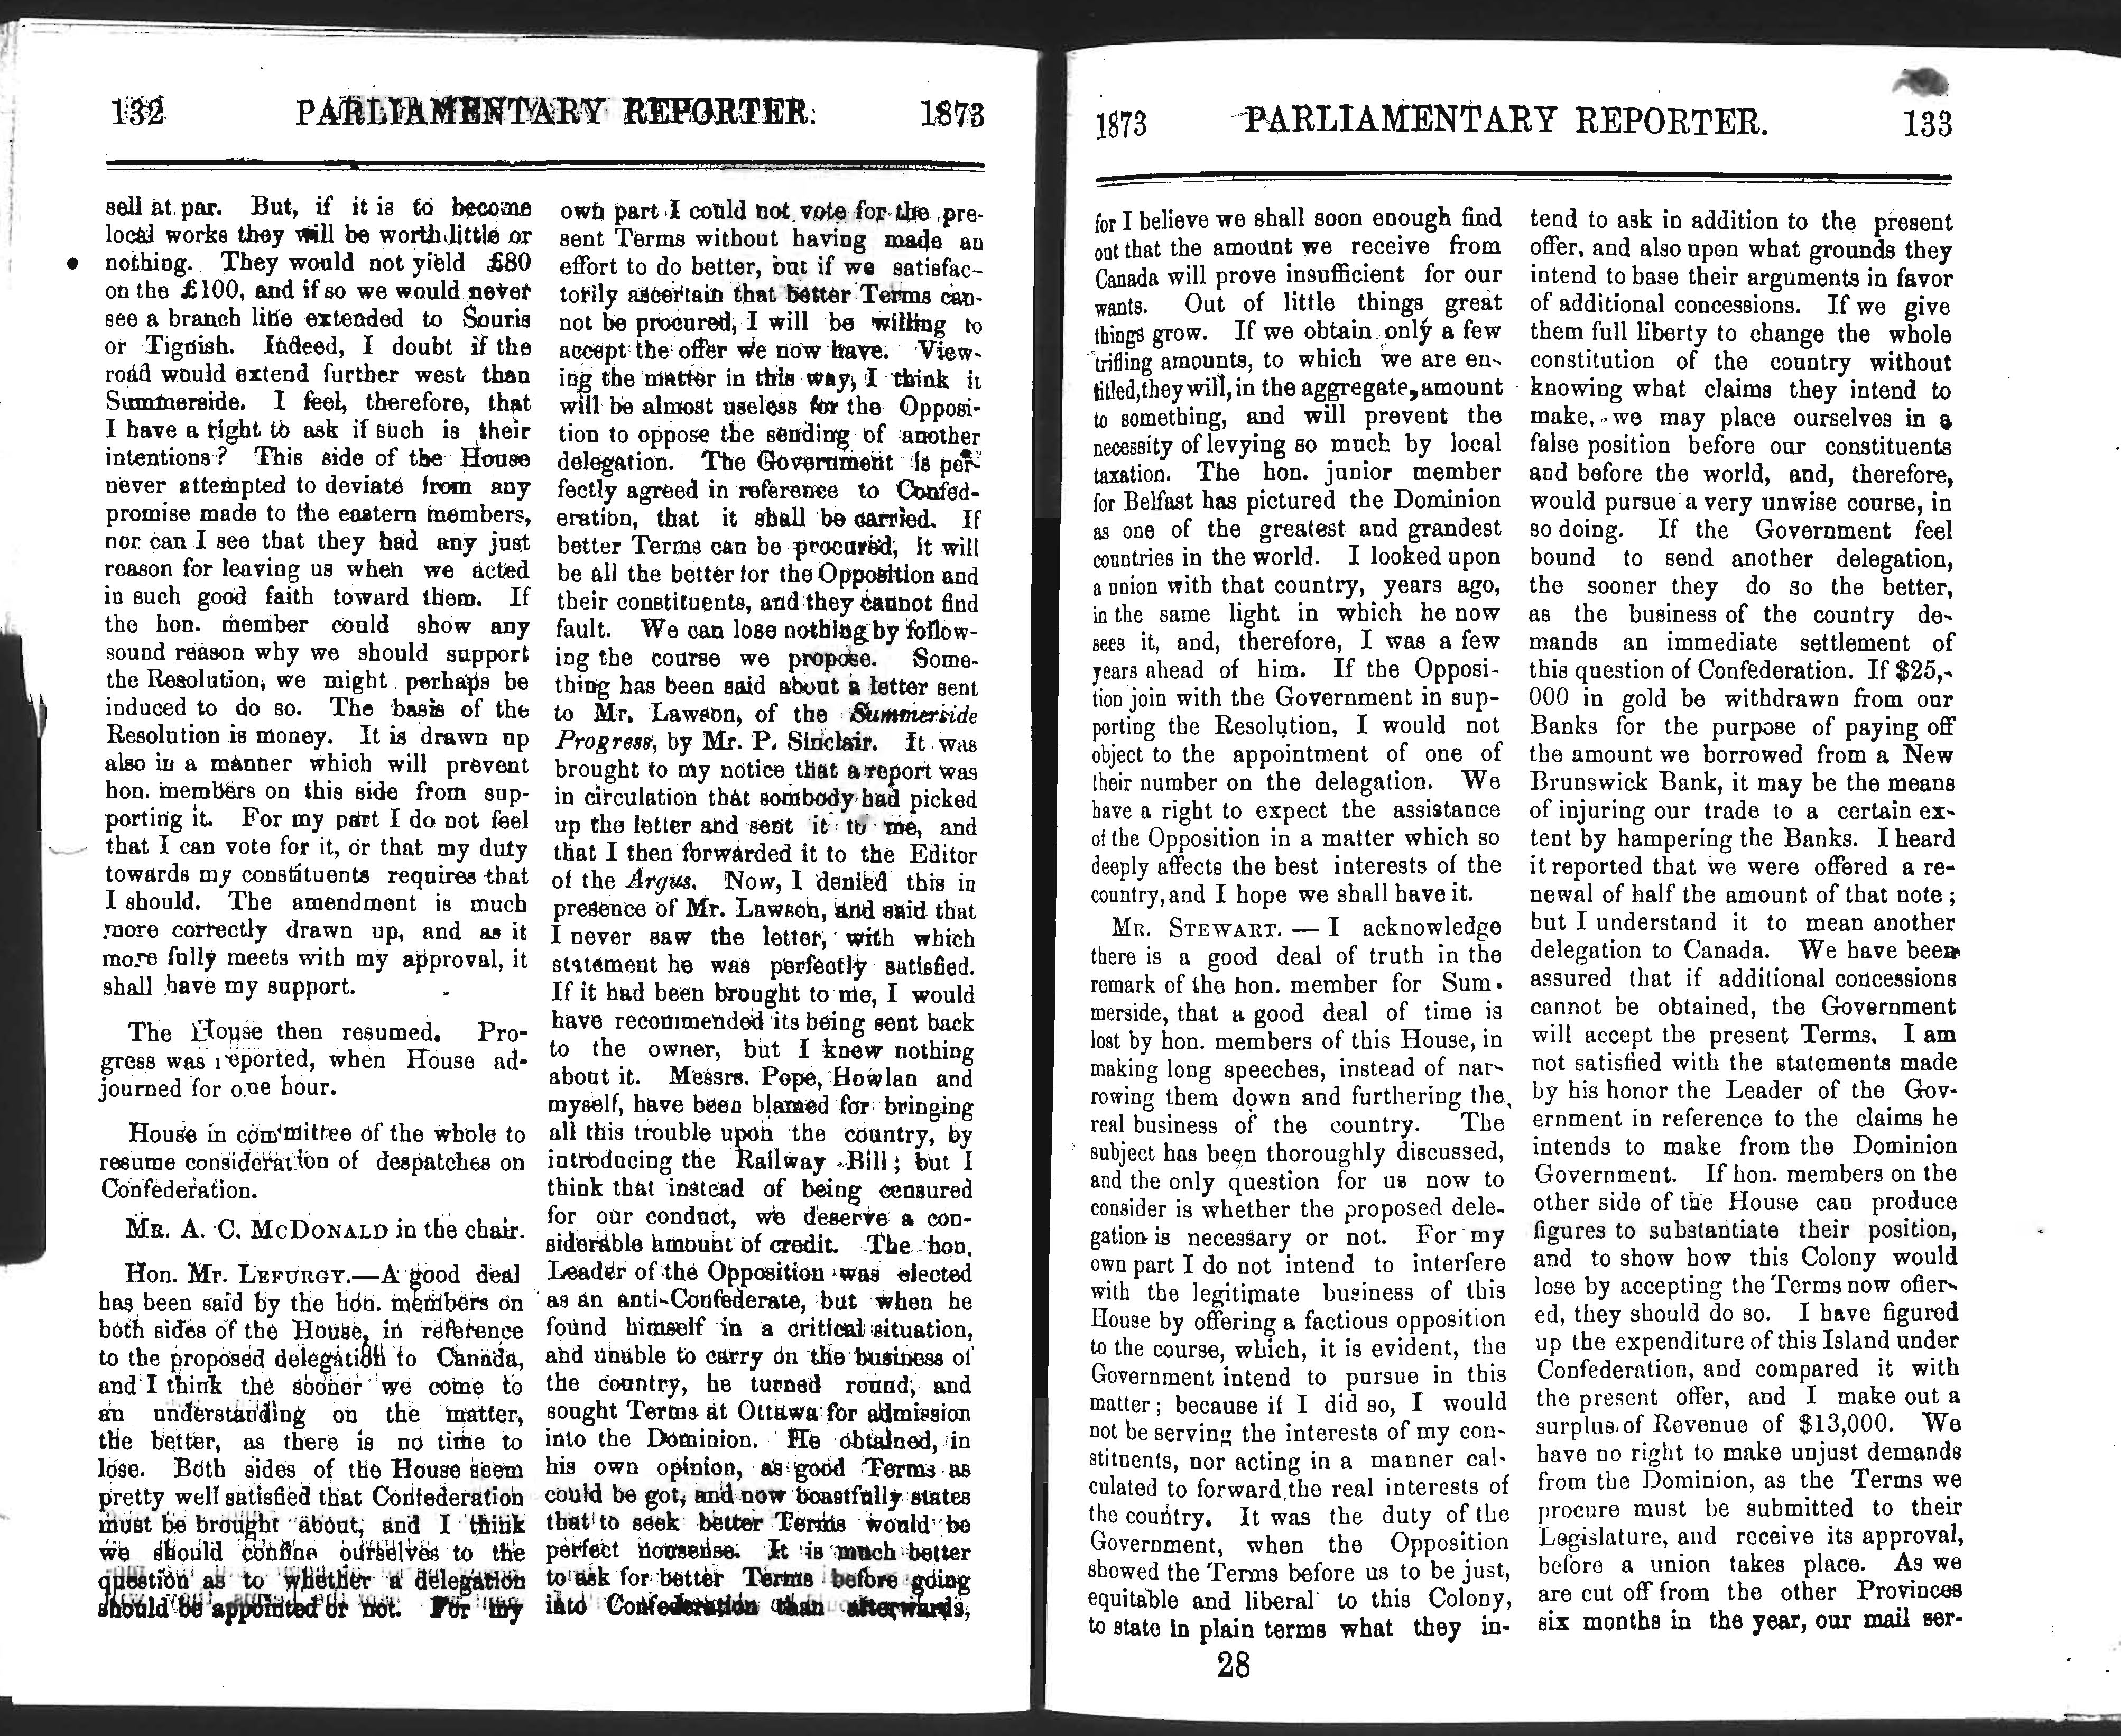 132 PARLIAMENTARY REPORTER. 1873
sell at par. But, if it is to become
local works they will be worth little or
nothing. They would not yield £80
on the £100, and if so we would never
see a branch line extended to Souris
or Tignish. Indeed, I doubt if the
road would extend further west than
Summerside. I feel, therefore, that
I have a right to ask if such is their
intentions? This side of the House
never attempted to deviate from any
promise made to the eastern members,
nor can I see that they had any just
reason for leaving us when we acted
in such good faith toward them. If
the hon. member could show any
sound reason why we should support
the Resolution, we might perhaps be
induced to do so. The basis of the
Resolution is money. It is drawn up
also in a manner which will prevent
hon. members on this side from sup-
porting it. For my part I do not feel
that I can vote for it, or that my duty
towards my constituents requires that
I should. The amendment is much
more correctly drawn up, and as it
more fully meets with my approval, it
shall have my support.
The House then resumed. Pro-
gress was reported, when House ad-
journed for one hour.
House in committee of the whole to
resume consideration of despatches on
Confederation.
MR. A. C. MCDONALD in the chair.
Hon. Mr. LEFURGY.—A good deal
has been said by the hon. members on
both sides of the House, in reference
to the proposed delegation to Canada,
and I think the sooner we come to
an understanding on the matter,
the better, as there is no time to
lose. Both sides of the House seem
pretty well satisfied that Confederation
must be brought about, and I think
we should confine ourselves to the
question as to whether a delegation
should be appointed or not. For my
own part I could not vote for the pre-
sent Terms without having made an
effort to do better, but if we satisfac-
torily ascertain that better Terms can-
not be procured, I will be willing to
accept the offer we now have. View-
ing the matter in this way, I think it
will be almost useless for the Opposi-
tion to oppose the sending of another
delegation. The Government is per-
fectly agreed in reference to Confed-
eration, that it shall be carried. If
better Terms can be procured, it will
be all the better for the Opposition and
their constituents, and they cannot find
fault. We can lose nothing by follow-
ing the course we propose. Some-
thing has been said about a letter sent
to Mr. Lawson, of the Summerside
Progress, by Mr. P. Sinclair. It was
brought to my notice that a report was
in circulation that sombody had picked
up the letter and sent it to me, and
that I then forwarded it to the Editor
of the Argus. Now, I denied this in
presence of Mr. Lawson, and said that
I never saw the letter, with which
statement he was perfectly satisfied.
If it had been brought to me, I would
have recommended its being sent back
to the owner, but I knew nothing
about it. Messrs. Pope, Howlan and
myself, have been blamed for bringing
all this trouble upon the country, by
introducing the Railway Bill; but I
think that instead of being censured
for our conduct, we deserve a con-
siderable amount of credit. The hon.
Leader of the Opposition was elected
as an anti-Confederate, but when he
found himself in a critical situation,
and unable to carry on the business of
the country, he turned round, and
sought Terms at Ottawa for admission
into the Dominion. He obtained, in
his own opinion, as good Terms as
could be got, and now boastfully states
that to seek better Terms would be
perfect nonsense. It is much better
to ask for better Terms before going
into Confederation than afterwards,
1873 PARLIAMENTARY REPORTER. 133
for I believe we shall soon enough find
out that the amount we receive from
Canada will prove insufficient for our
wants. Out of little things great
things grow. If we obtain only a few
trifling amounts, to which we are en-
titled, they will, in the aggregate, amount
to something, and will prevent the
necessity of levying so much by local
taxation. The hon. junior member
for Belfast has pictured the Dominion
as one of the greatest and grandest
countries in the world. I looked upon
a union with that country, years ago,
in the same light in which he now
sees it, and, therefore, I was a few
years ahead of him. If the Opposi-
tion join with the Government in sup-
porting the Resolution, I would not
object to the appointment of one of
their number on the delegation. We
have a right to expect the assistance
of the Opposition in a matter which so
deeply affects the best interests of the
country, and I hope we shall have it.
MR. STEWART. — I acknowledge
there is a good deal of truth in the
remark of the hon. member for Sum-
merside, that a good deal of time is
lost by hon. members of this House, in
making long speeches, instead of nar-
rowing them down and furthering the
real business of the country. The
subject has been thoroughly discussed,
and the only question for us now to
consider is whether the proposed dele-
gation is necessary or not. For my
own part I do not intend to interfere
with the legitimate business of this
House by offering a factious opposition
to the course, which, it is evident, the
Government intend to pursue in this
matter; because if I did so, I would
not be serving the interests of my con-
stituents, nor acting in a manner cal-
culated to forward the real interests of
the country. It was the duty of the
Government, when the Opposition
showed the Terms before us to be just,
equitable and liberal to this Colony,
to state in plain terms what they in-
tend to ask in addition to the present
offer, and also upon what grounds they
intend to base their arguments in favor
of additional concessions. If we give
them full liberty to change the whole
constitution of the country without
knowing what claims they intend to
make, we may place ourselves in a
false position before our constituents
and before the world, and, therefore,
would pursue a very unwise course, in
so doing. If the Government feel
bound to send another delegation,
the sooner they do so the better,
as the business of the country de-
mands an immediate settlement of
this question of Confederation. If $25,-
000 in gold be withdrawn from our
Banks for the purpose of paying off
the amount we borrowed from a New
Brunswick Bank, it may be the means
of injuring our trade to a certain ex-
tent by hampering the Banks. I heard
it reported that we were offered a re-
newal of half the amount of that note;
but I understand it to mean another
delegation to Canada. We have been
assured that if additional concessions
cannot be obtained, the Government
will accept the present Terms. I am
not satisfied with the statements made
by his honor the Leader of the Gov-
ernment in reference to the claims he
intends to make from the Dominion
Government. If hon. members on the
other side of the House can produce
figures to substantiate their position,
and to show how this Colony would
lose by accepting the Terms now offer-
ed, they should do so. I have figured
up the expenditure of this Island under
Confederation, and compared it with
the present offer, and I make out a
surplus of Revenue of $13,000. We
have no right to make unjust demands
from the Dominion, as the Terms we
procure must be submitted to their
Legislature, and receive its approval,
before a union takes place. As we
are cut off from the other Provinces
six months in the year, our mail ser-
28